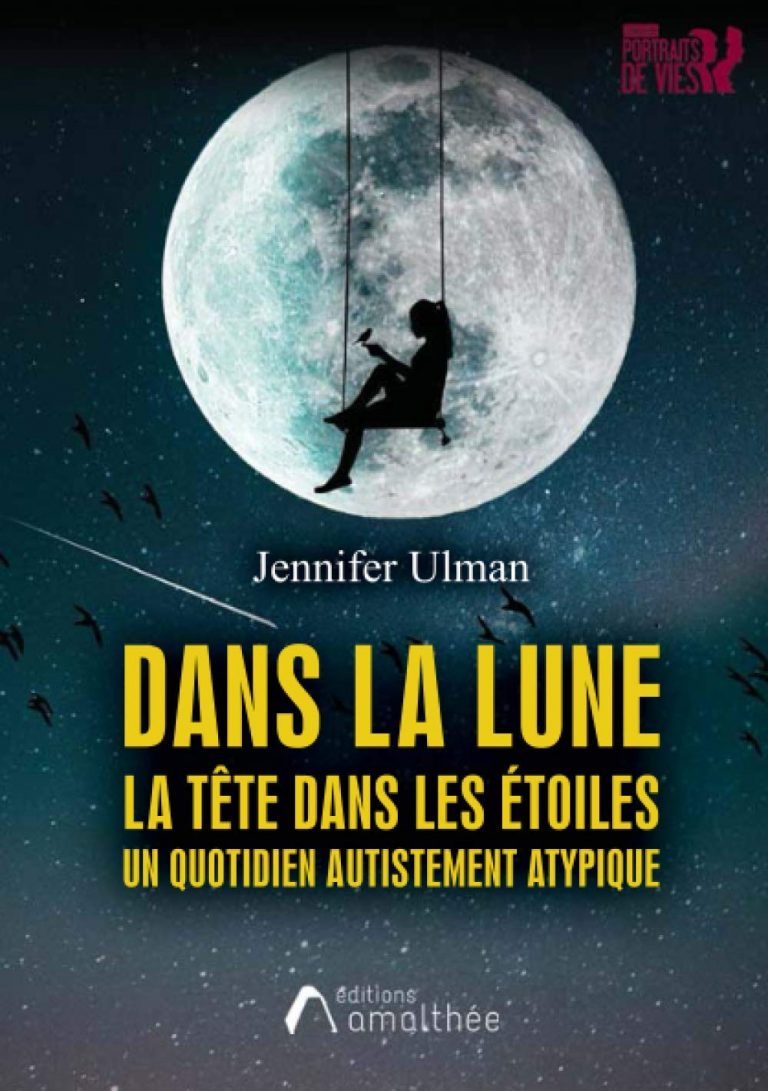 PORTRAITS
DE VIES
Jennifer Ulman
DANS LA LUNE
LA TÊTE DANS LES ÉTOILES
UN QUOTIDIEN AUTISTEMENT ATYPIQUE
éditions
amalthée